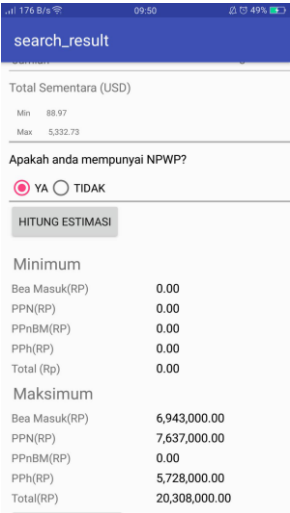 176 B/s 09:50 49%
search_result
Total Sementara (USD)
Min 88.97
Max 5,332.73
Apakah anda mempunyai NPWP?
YA TIDAK
HITUNG ESTIMASI
Minimum
Bea Masuk(RP) 0.00
PPN(RP) 0.00
PPnBM(RP) 0.00
PPh(RP) 0.00
Total (Rp) 0.00
Maksimum
Bea Masuk(RP) 6,943,000.00
PPN(RP) 7,637,000.00
PPnBM(RP) 0.00
PPh(RP) 5,728,000.00
Total(RP) 20,308,000.00